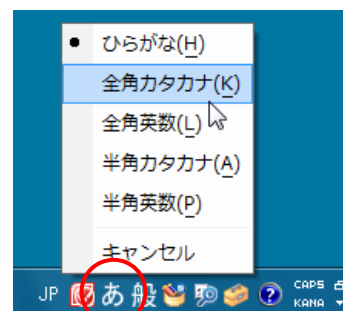 ひらがな(H)
全角カタカナ(K)
全角英数(L)
半角カタカナ(A)
半角英数(P)
キャンセル
JP あ 般 ? CAPS
KANA